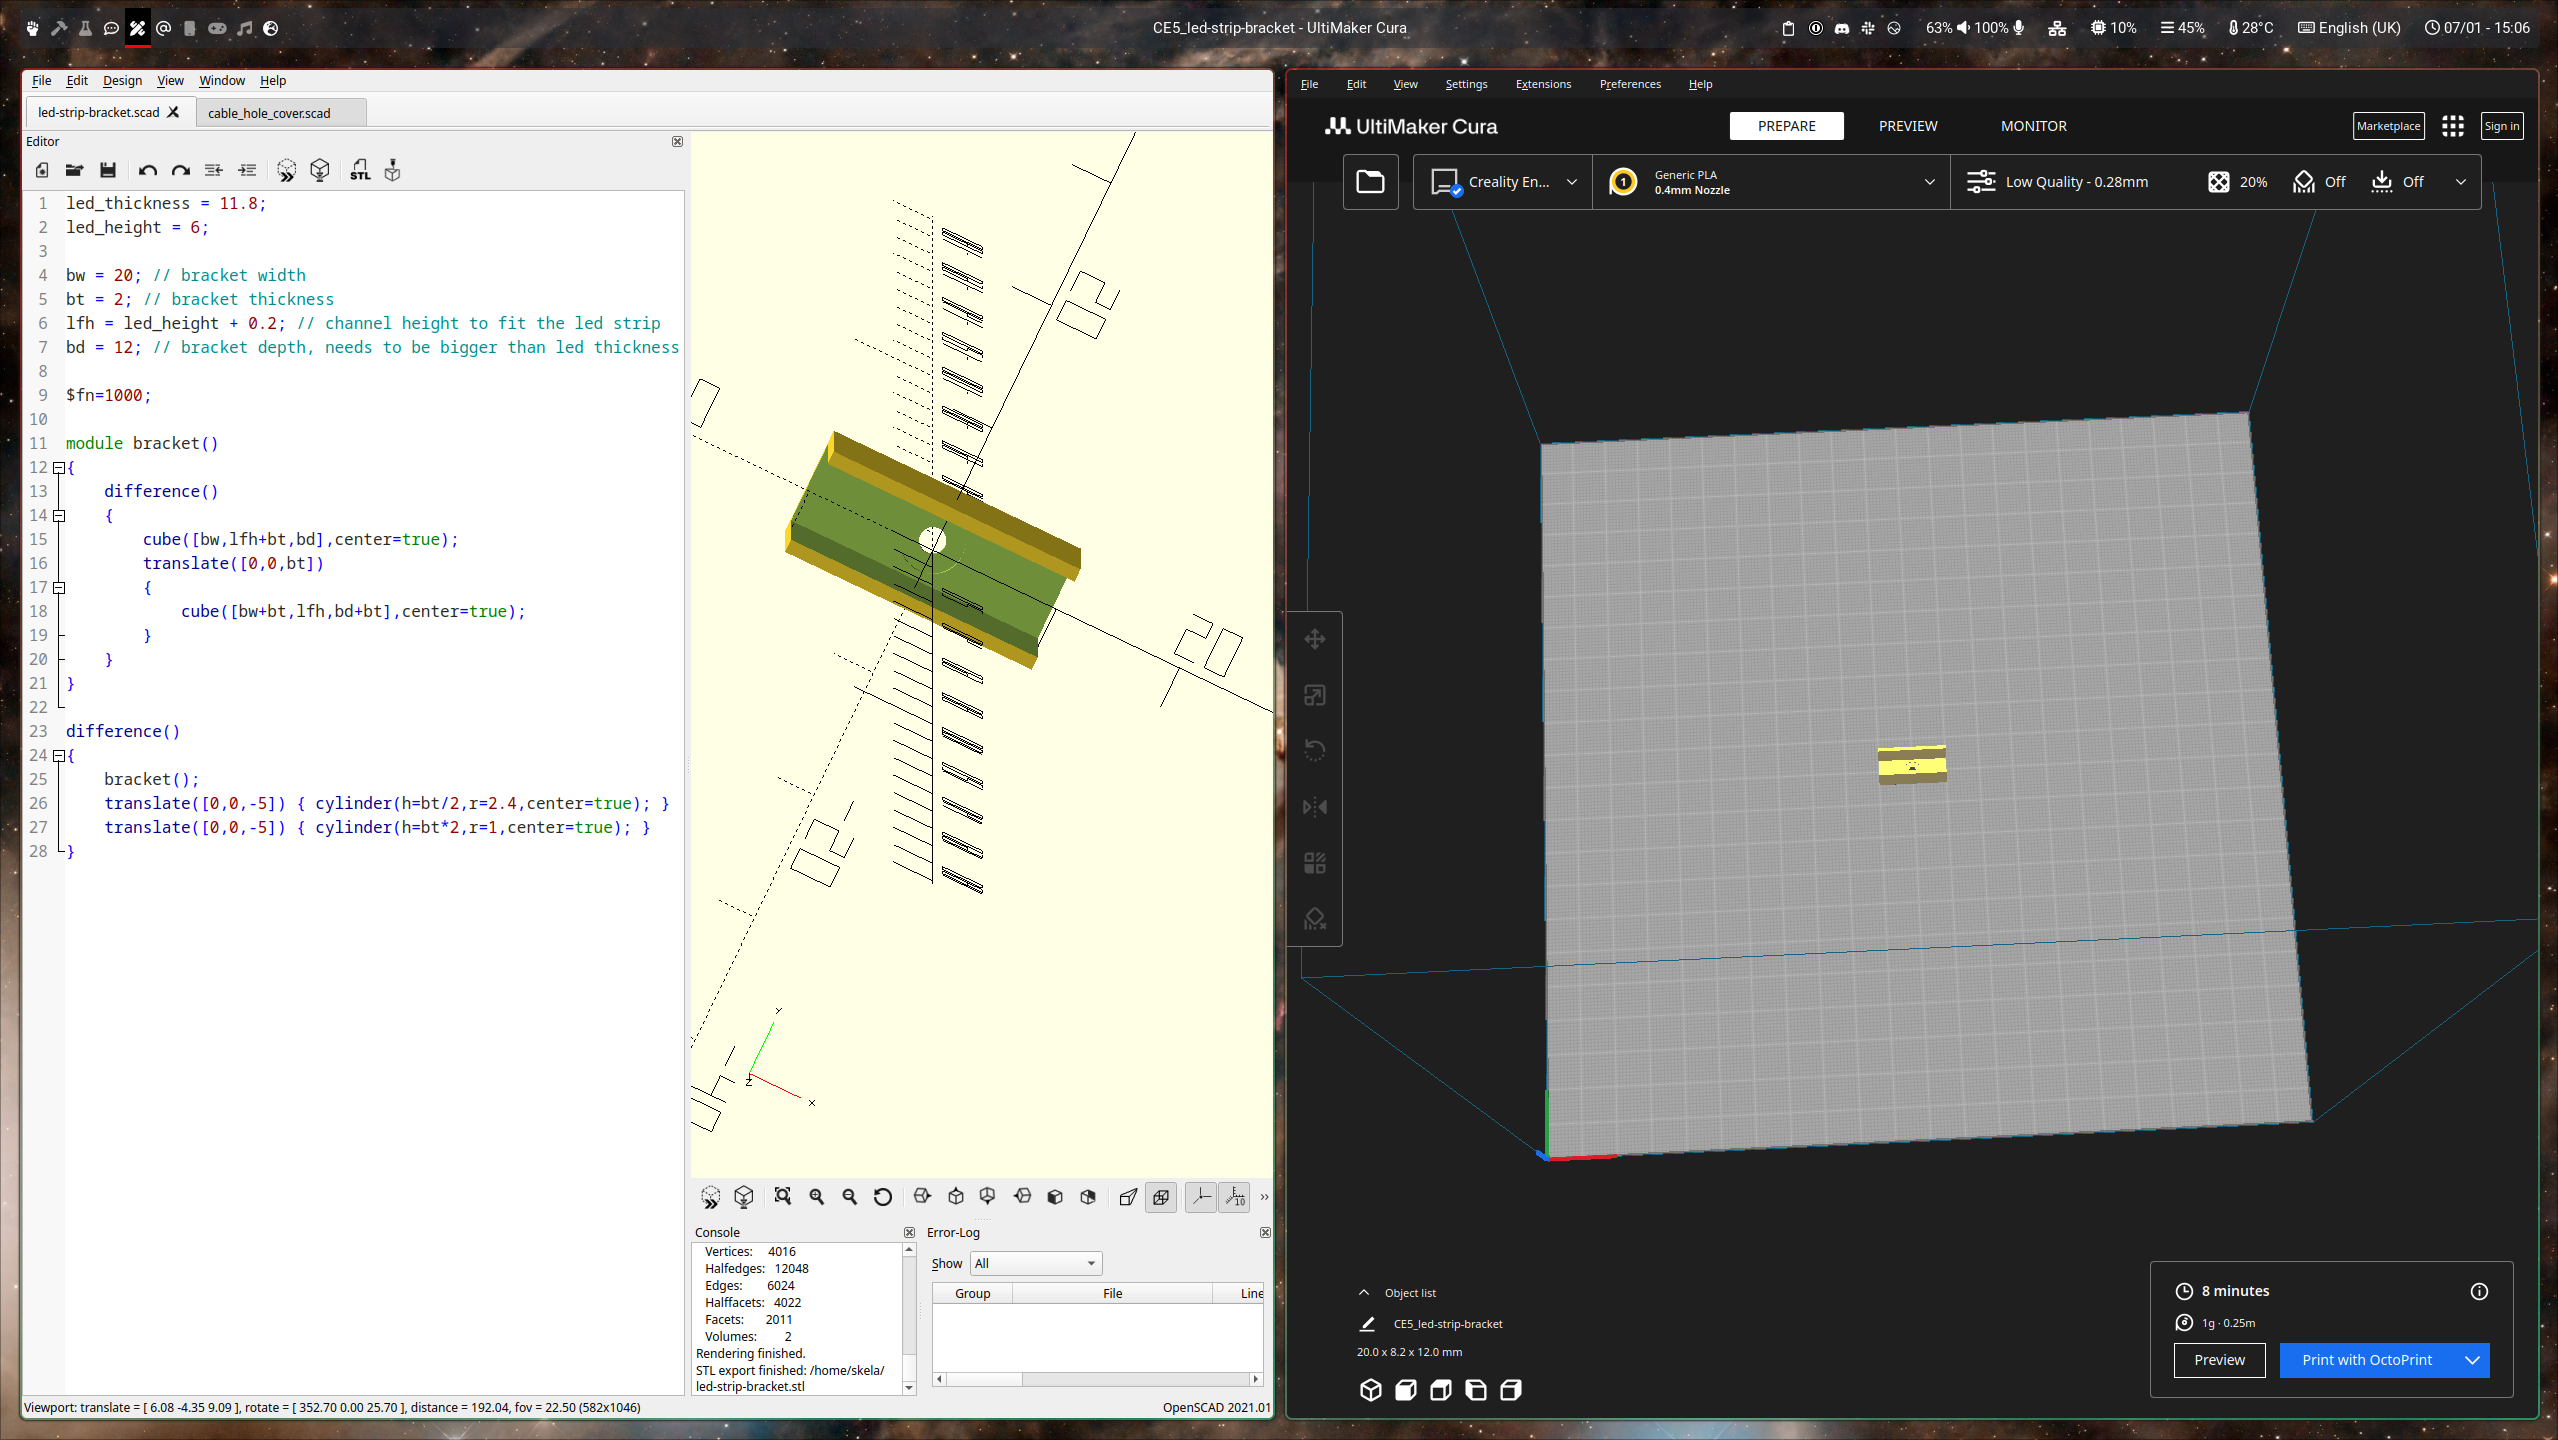 CE5_led-strip-bracket - UltiMaker Cura
63% 100% 10% 45% 28°C English (UK) 07/01 - 15:06
File Edit Design View Window Help
led-strip-bracket.scad cable_hole_cover.scad
Editor
STL
1 led_thickness = 11.8;
2 led_height = 6;
3
4 bw = 20; // bracket width
5 bt = 2; // bracket thickness
6 lfh = led_height + 0.2; // channel height to fit the led strip
7 bd = 12; // bracket depth, needs to be bigger than led thickness
8
9 $fn=1000;
10
11 module bracket()
12 {
13 difference()
14 {
15 cube([bw,lfh+bt,bd],center=true);
16 translate([0,0,bt])
17 {
18 cube([bw+bt,lfh,bd+bt],center=true);
19 }
20 }
21 }
22
23 difference()
24 {
25 bracket();
26 translate([0,0,-5]) { cylinder(h=bt/2,r=2.4,center=true); }
27 translate([0,0,-5]) { cylinder(h=bt*2,r=1,center=true); }
28 }
Y
Z
X
10
Console
Vertices: 4016
Halfedges: 12048
Edges: 6024
Halffacets: 4022
Facets: 2011
Volumes: 2
Rendering finished.
STL export finished: /home/skela/
led-strip-bracket.stl
Error-Log
Show All
Group File Line
Viewport: translate = [ 6.08 -4.35 9.09 ], rotate = [ 352.70 0.00 25.70 ], distance = 192.04, fov = 22.50 (582x1046)
OpenSCAD 2021.01
File Edit View Settings Extensions Preferences Help
UltiMaker Cura
PREPARE PREVIEW MONITOR
Marketplace Sign in
Creality En...
1 Generic PLA
0.4mm Nozzle
Low Quality - 0.28mm 20% Off Off
Object list
CE5_led-strip-bracket
20.0 x 8.2 x 12.0 mm
8 minutes
1g · 0.25m
Preview Print with OctoPrint